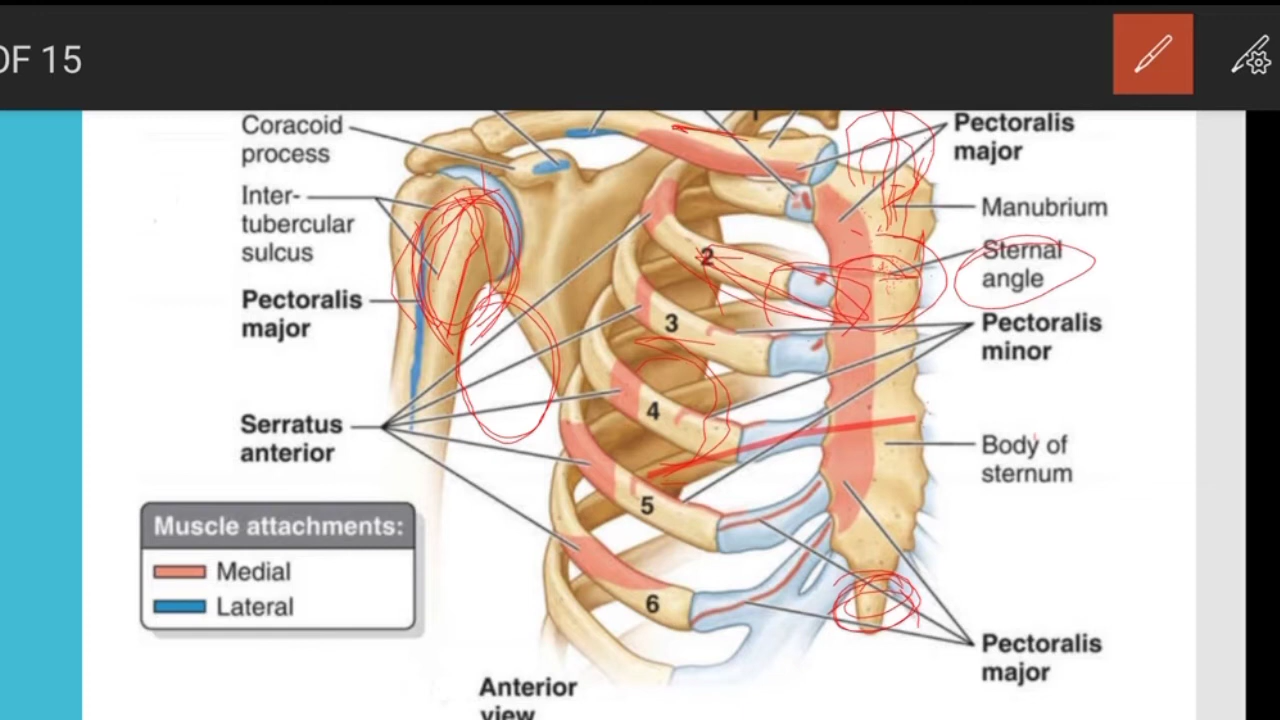 OF 15
Coracoid
process
Inter-
tubercular
sulcus
Pectoralis
major
Serratus
anterior
Muscle attachments:
Medial
Lateral
1
2
3
4
5
6
Pectoralis
major
Manubrium
Sternal
angle
Pectoralis
minor
Body of
sternum
Pectoralis
major
Anterior
view